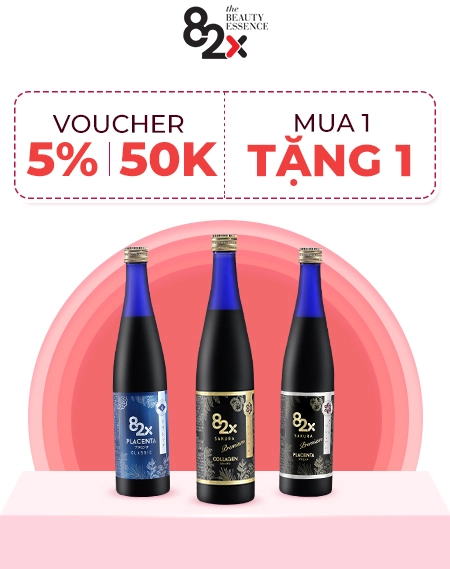 82x
the
BEAUTY
ESSENCE
VOUCHER
5% | 50K
MUA 1
TẶNG 1
82x
PLACENTA
CLASSIC
82x
SAKURA
Premium
COLLAGEN
82x
SAKURA
Premium
PLACENTA